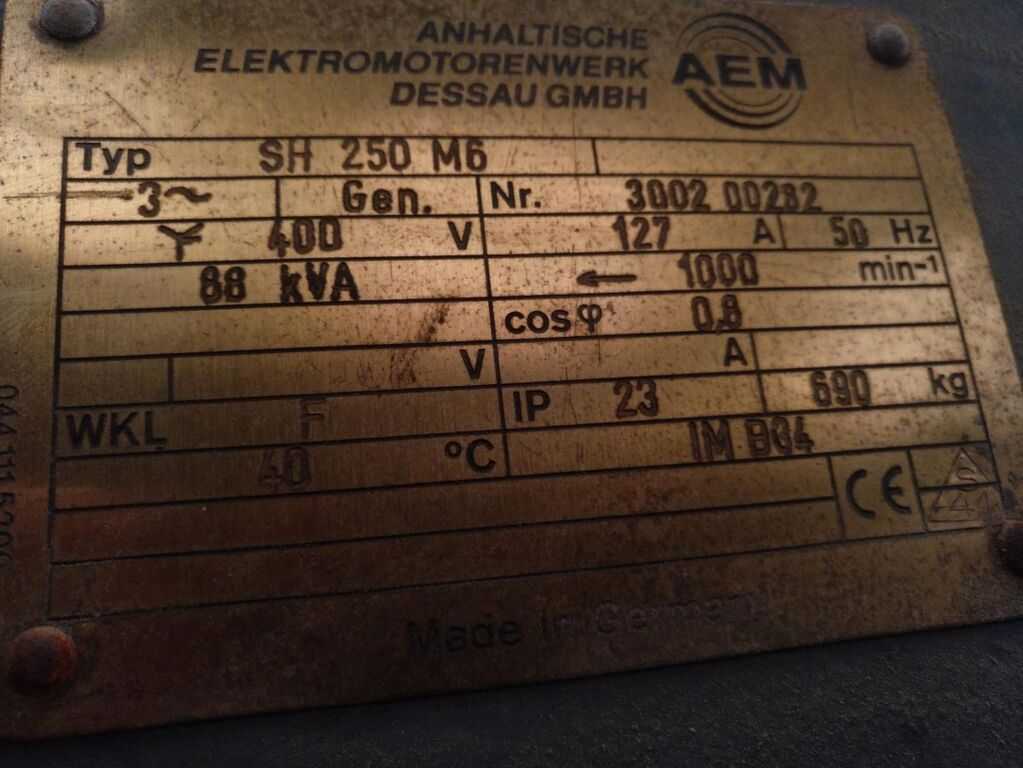 ANHALTISCHE
ELEKTROMOTORENWERK
DESSAU GMBH
AEM
Typ SH 250 M6
3~ Gen. Nr. 3002 00282
Y 400 V 127 A 50 Hz
88 kVA ← 1000 min-1
cosφ 0,8
V A
WKL F IP 23 690 kg
40 °C IM B34
CE S
Made in Germany